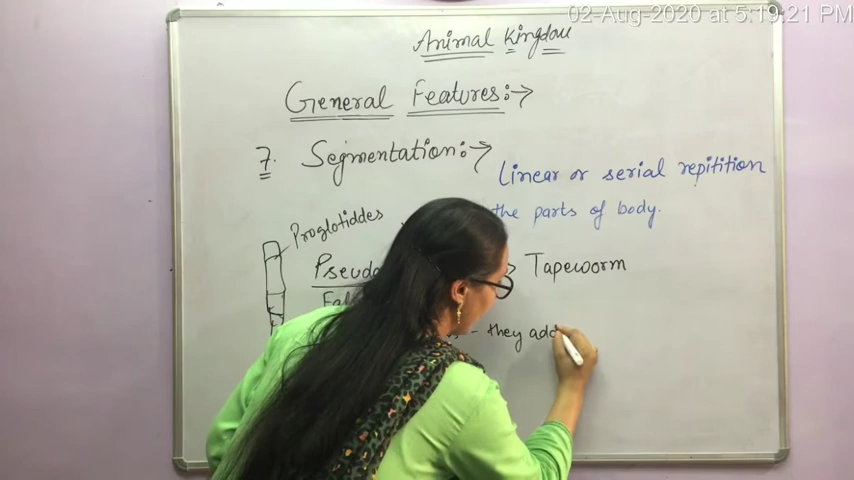 02-Aug-2020 at 5:19:21 PM
Animal Kingdom
General Features:→
7. Segmentation:→
Linear or serial repitition
the parts of body.
Proglotiddes
Tapeworm
- they add